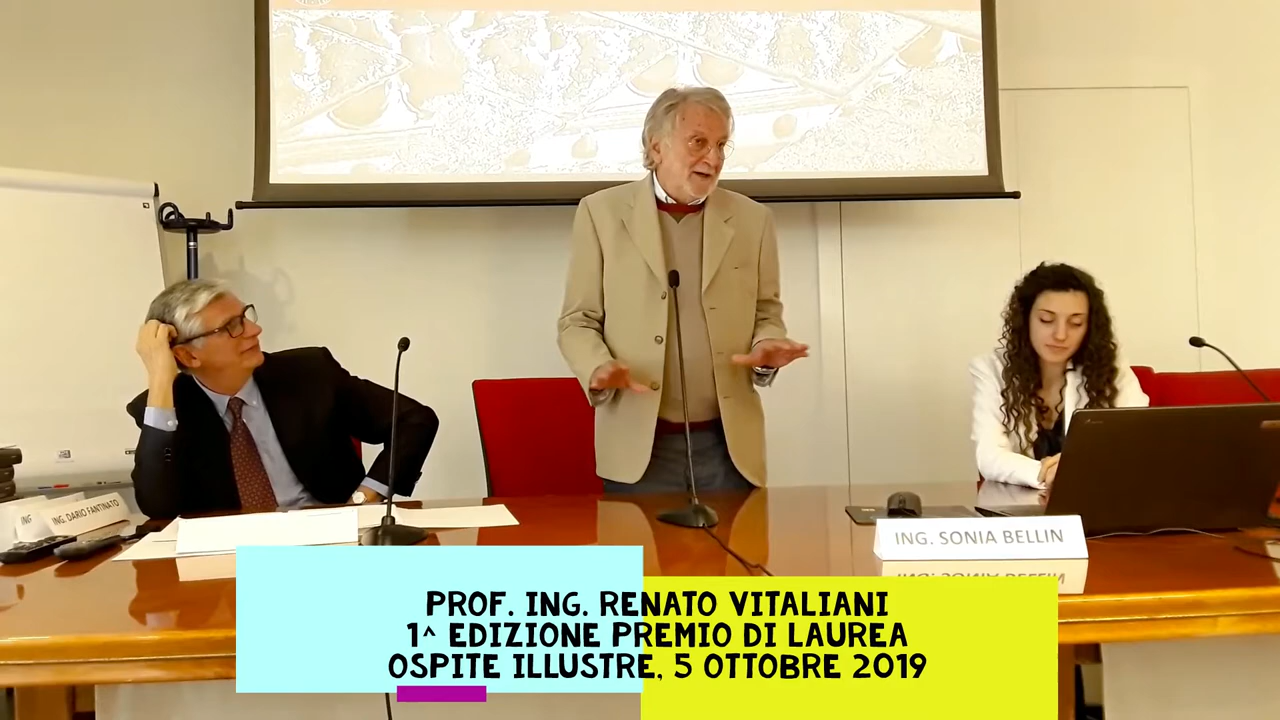 ING
ING. DARIO FANTINATO
ING. SONIA BELLIN
PROF. ING. RENATO VITALIANI
1^ EDIZIONE PREMIO DI LAUREA
OSPITE ILLUSTRE, 5 OTTOBRE 2019